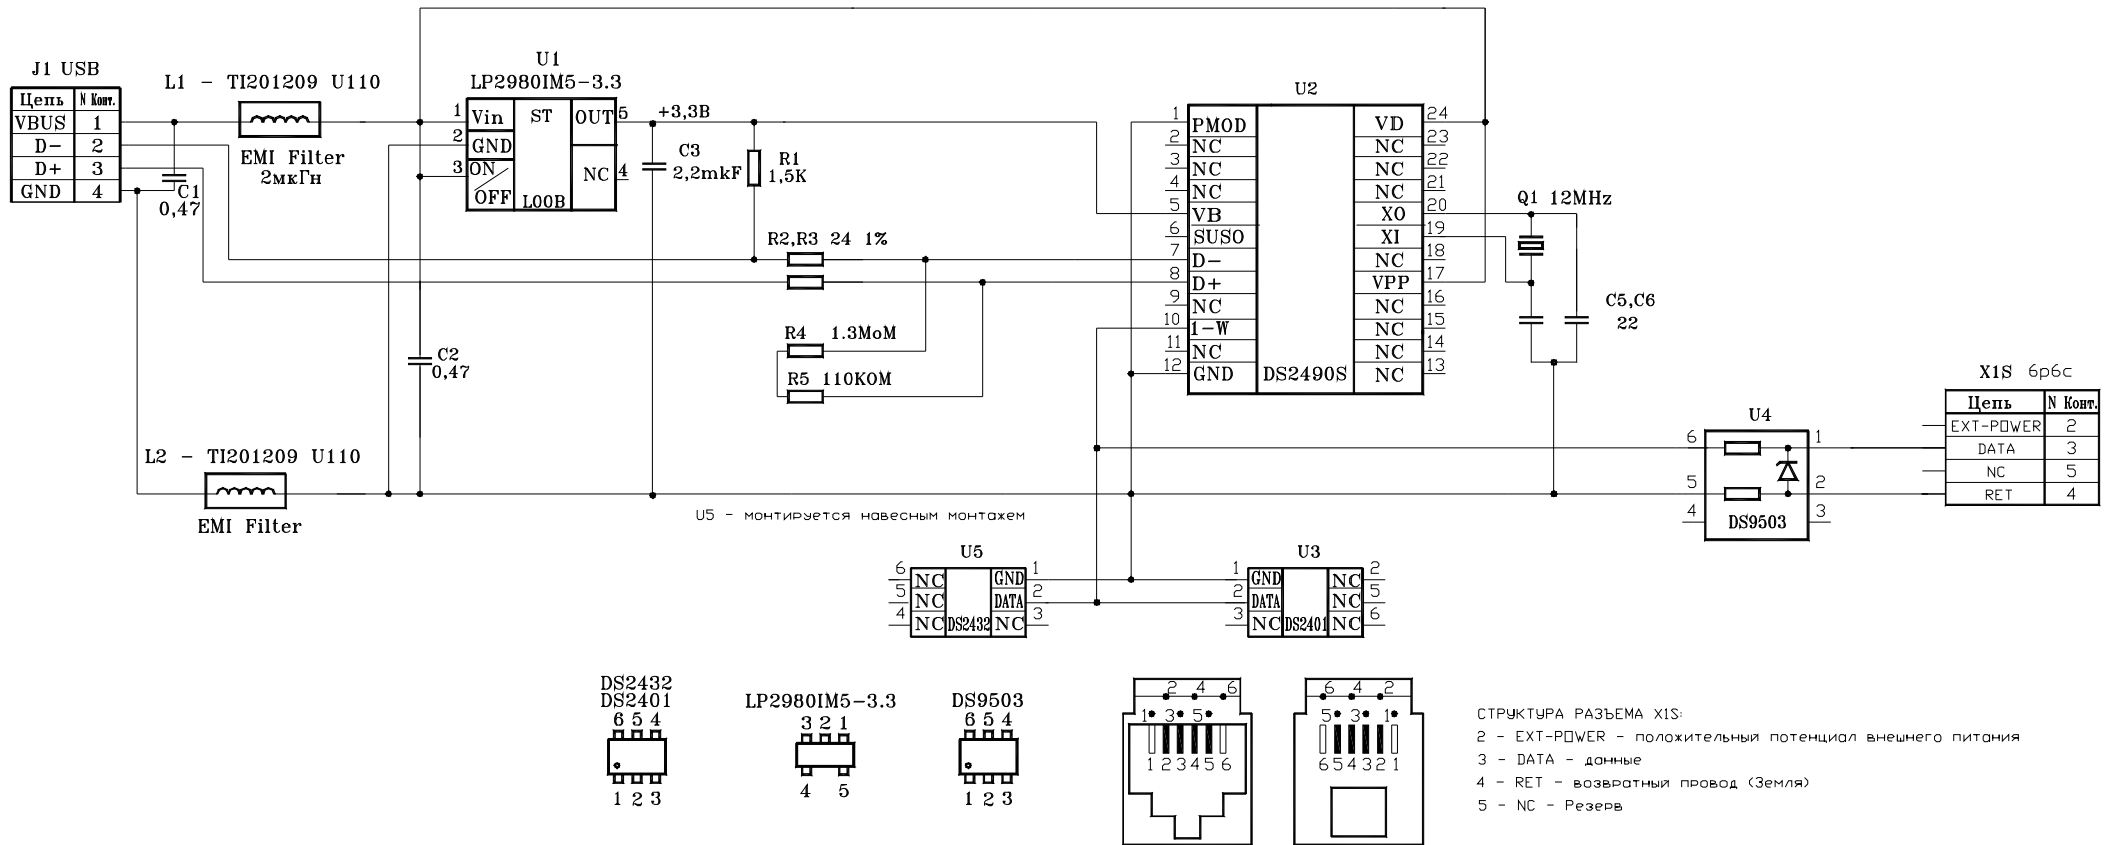 J1 USB
Цепь N Конт.
VBUS 1
D- 2
D+ 3
GND 4
L1 - TI201209 U110
EMI Filter
2мкГн
C1
0,47
U1
LP2980IM5-3.3
1 Vin ST OUT 5
2 GND
3 ON/OFF LOOB NC 4
+3,3В
C3
2,2mkF
R1
1,5K
R2,R3 24 1%
R4 1.3МоМ
R5 110КОМ
C2
0,47
L2 - TI201209 U110
EMI Filter
U2
1 PMOD VD 24
2 NC NC 23
3 NC NC 22
4 NC NC 21
5 VB XO 20
6 SUSO XI 19
7 D- NC 18
8 D+ VPP 17
9 NC NC 16
10 1-W NC 15
11 NC NC 14
12 GND DS2490S NC 13
Q1 12MHz
C5,C6
22
X1S 6p6c
Цепь N Конт.
EXT-POWER 2
DATA 3
NC 5
RET 4
U4
6 1
5 2
4 DS9503 3
U5 - монтируется навесным монтажем
U5
6 NC GND 1
5 NC DATA 2
4 NC DS2432 NC 3
U3
1 GND NC 2
2 DATA NC 5
3 NC DS2401 NC 6
DS2432
DS2401
6 5 4
1 2 3
LP2980IM5-3.3
3 2 1
4 5
DS9503
6 5 4
1 2 3
2 4 6
1 3 5
1 2 3 4 5 6
6 4 2
5 3 1
6 5 4 3 2 1
СТРУКТУРА РАЗЪЕМА X1S:
2 - EXT-POWER - положительный потенциал внешнего питания
3 - DATA - данные
4 - RET - возвратный провод (Земля)
5 - NC - Резерв